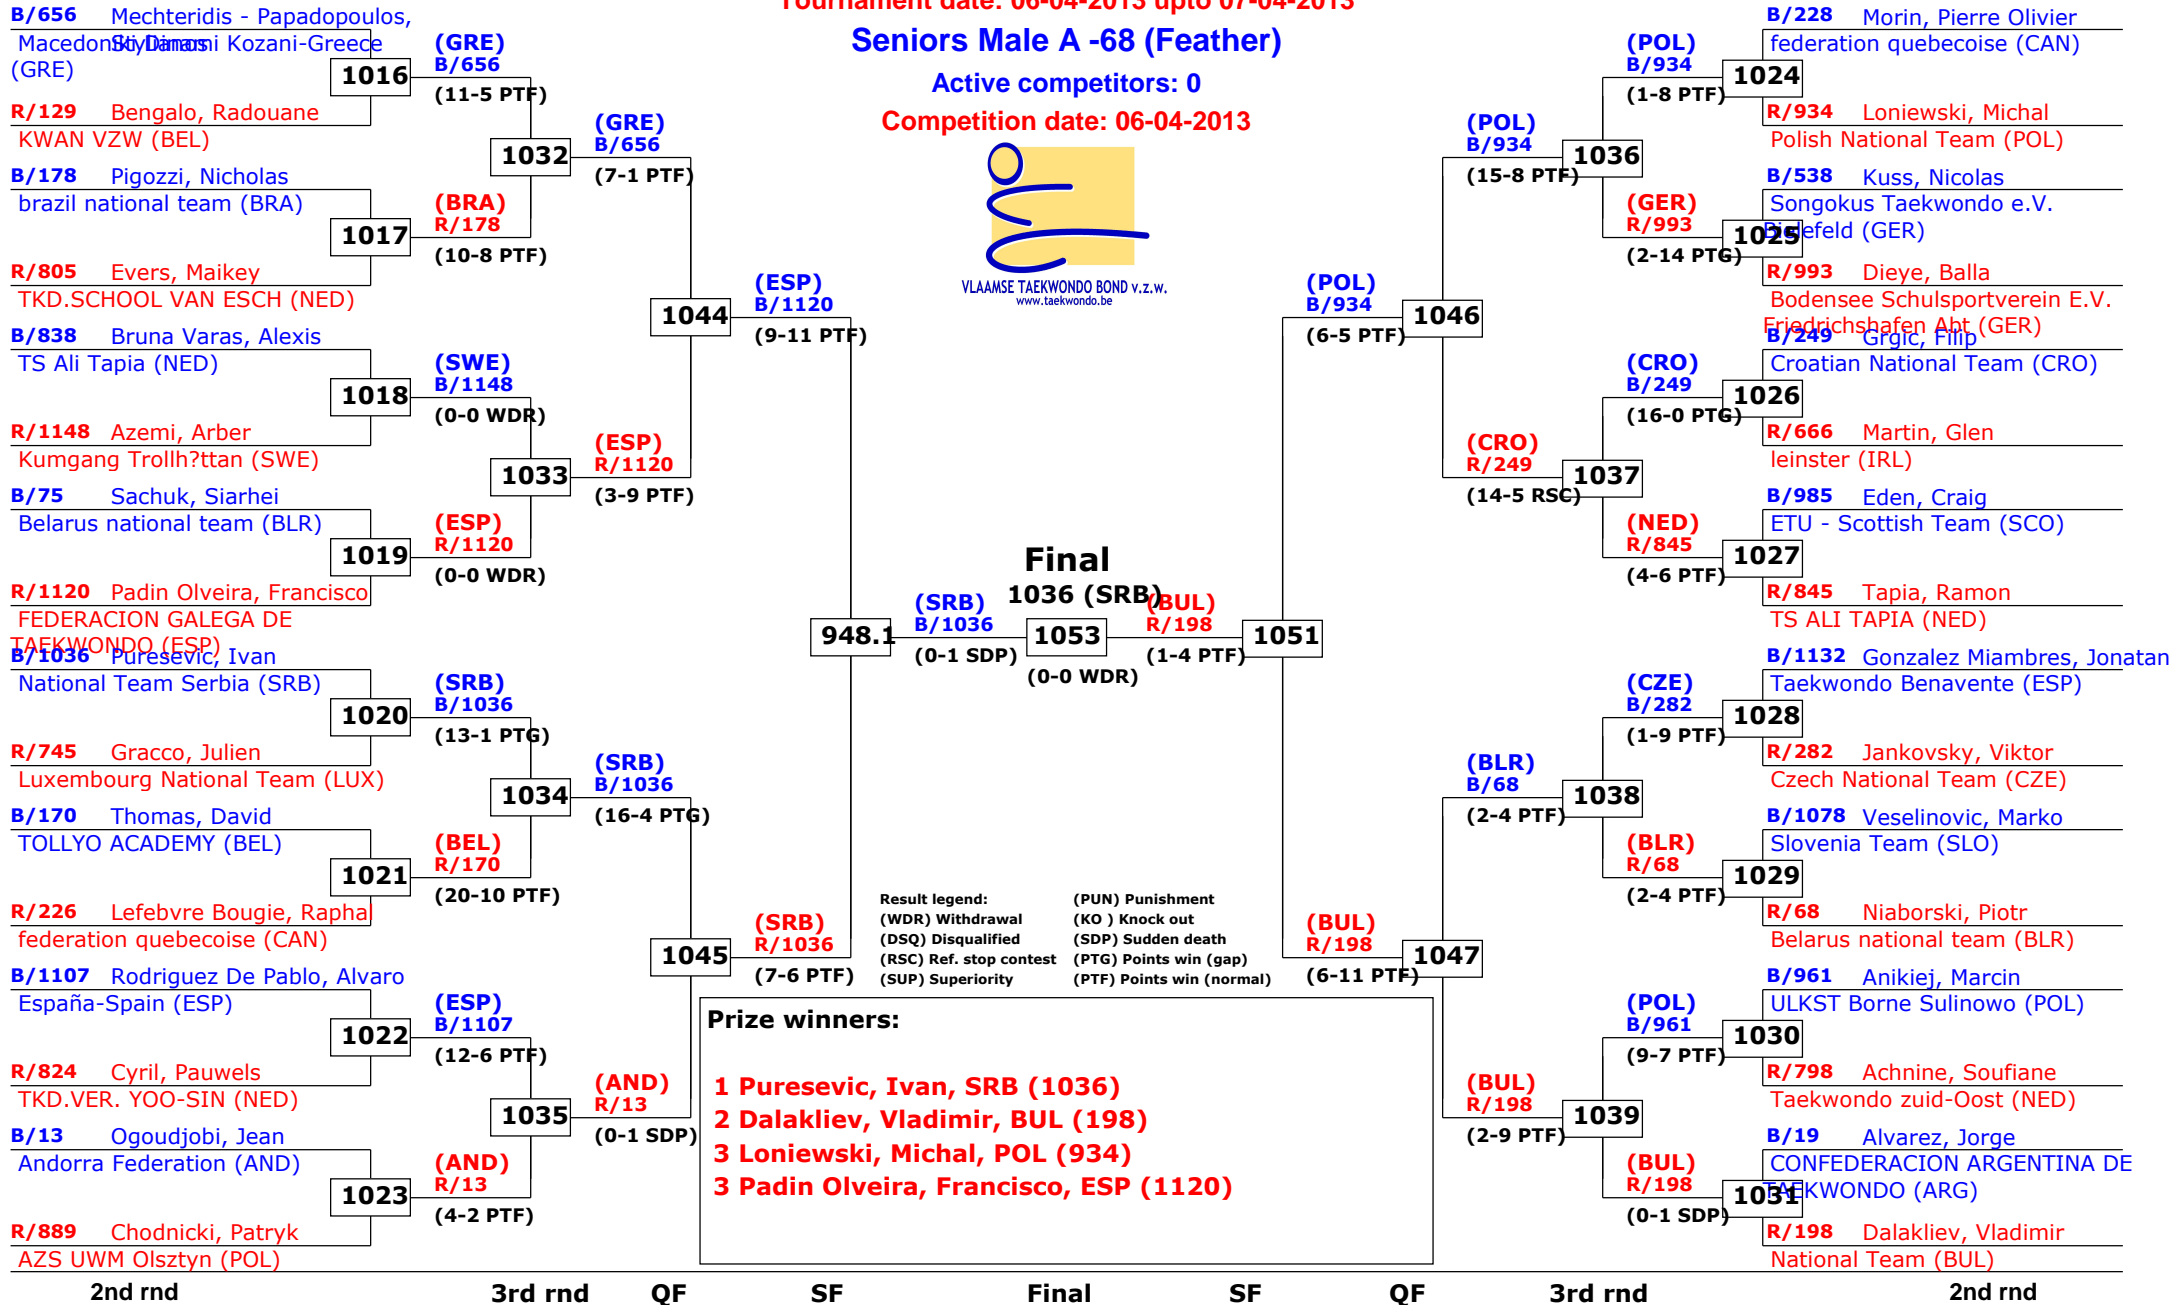 Tournament date: 06-04-2013 upto 07-04-2013
Seniors Male A -68 (Feather)
Active competitors: 0
Competition date: 06-04-2013
VLAAMSE TAEKWONDO BOND v.z.w.
www.taekwondo.be
B/656 Mechteridis - Papadopoulos,
Stylianos
Macedoniki Dinami Kozani-Greece
(GRE)
1016
R/129 Bengalo, Radouane
KWAN VZW (BEL)
B/178 Pigozzi, Nicholas
brazil national team (BRA)
1017
R/805 Evers, Maikey
TKD.SCHOOL VAN ESCH (NED)
B/838 Bruna Varas, Alexis
TS Ali Tapia (NED)
1018
R/1148 Azemi, Arber
Kumgang Trollh?ttan (SWE)
B/75 Sachuk, Siarhei
Belarus national team (BLR)
1019
R/1120 Padin Olveira, Francisco
FEDERACION GALEGA DE
TAEKWONDO (ESP)
B/1036 Puresevic, Ivan
National Team Serbia (SRB)
1020
R/745 Gracco, Julien
Luxembourg National Team (LUX)
B/170 Thomas, David
TOLLYO ACADEMY (BEL)
1021
R/226 Lefebvre Bougie, Raphal
federation quebecoise (CAN)
B/1107 Rodriguez De Pablo, Alvaro
España-Spain (ESP)
1022
R/824 Cyril, Pauwels
TKD.VER. YOO-SIN (NED)
B/13 Ogoudjobi, Jean
Andorra Federation (AND)
1023
R/889 Chodnicki, Patryk
AZS UWM Olsztyn (POL)
(GRE)
B/656
(11-5 PTF)
1032
(BRA)
R/178
(10-8 PTF)
(SWE)
B/1148
(0-0 WDR)
1033
(ESP)
R/1120
(0-0 WDR)
(SRB)
B/1036
(13-1 PTG)
1034
(BEL)
R/170
(20-10 PTF)
(ESP)
B/1107
(12-6 PTF)
1035
(AND)
R/13
(4-2 PTF)
(GRE)
B/656
(7-1 PTF)
1044
(ESP)
R/1120
(3-9 PTF)
(SRB)
B/1036
(16-4 PTG)
1045
(AND)
R/13
(0-1 SDP)
(ESP)
B/1120
(9-11 PTF)
948.1
(SRB)
R/1036
(7-6 PTF)
(SRB)
B/1036
(0-1 SDP)
Final
1036 (SRB)
1053
(0-0 WDR)
(BUL)
R/198
(1-4 PTF)
1051
(POL)
B/934
(6-5 PTF)
(BUL)
R/198
(6-11 PTF)
(POL)
B/934
(15-8 PTF)
1046
(CRO)
R/249
(14-5 RSC)
(BLR)
B/68
(2-4 PTF)
1047
(BUL)
R/198
(2-9 PTF)
(POL)
B/934
(1-8 PTF)
1036
(GER)
R/993
(2-14 PTG)
(CRO)
B/249
(16-0 PTG)
1037
(NED)
R/845
(4-6 PTF)
(CZE)
B/282
(1-9 PTF)
1038
(BLR)
R/68
(2-4 PTF)
(POL)
B/961
(9-7 PTF)
1039
(BUL)
R/198
(0-1 SDP)
B/228 Morin, Pierre Olivier
federation quebecoise (CAN)
1024
R/934 Loniewski, Michal
Polish National Team (POL)
B/538 Kuss, Nicolas
Songokus Taekwondo e.V.
Bielefeld (GER)
1025
R/993 Dieye, Balla
Bodensee Schulsportverein E.V.
Friedrichshafen Abt (GER)
B/249 Grgic, Filip
Croatian National Team (CRO)
1026
R/666 Martin, Glen
leinster (IRL)
B/985 Eden, Craig
ETU - Scottish Team (SCO)
1027
R/845 Tapia, Ramon
TS ALI TAPIA (NED)
B/1132 Gonzalez Miambres, Jonatan
Taekwondo Benavente (ESP)
1028
R/282 Jankovsky, Viktor
Czech National Team (CZE)
B/1078 Veselinovic, Marko
Slovenia Team (SLO)
1029
R/68 Niaborski, Piotr
Belarus national team (BLR)
B/961 Anikiej, Marcin
ULKST Borne Sulinowo (POL)
1030
R/798 Achnine, Soufiane
Taekwondo zuid-Oost (NED)
B/19 Alvarez, Jorge
CONFEDERACION ARGENTINA DE
TAEKWONDO (ARG)
1031
R/198 Dalakliev, Vladimir
National Team (BUL)
Result legend: (PUN) Punishment
(WDR) Withdrawal (KO ) Knock out
(DSQ) Disqualified (SDP) Sudden death
(RSC) Ref. stop contest (PTG) Points win (gap)
(SUP) Superiority (PTF) Points win (normal)
Prize winners:
1 Puresevic, Ivan, SRB (1036)
2 Dalakliev, Vladimir, BUL (198)
3 Loniewski, Michal, POL (934)
3 Padin Olveira, Francisco, ESP (1120)
2nd rnd 3rd rnd QF SF Final SF QF 3rd rnd 2nd rnd